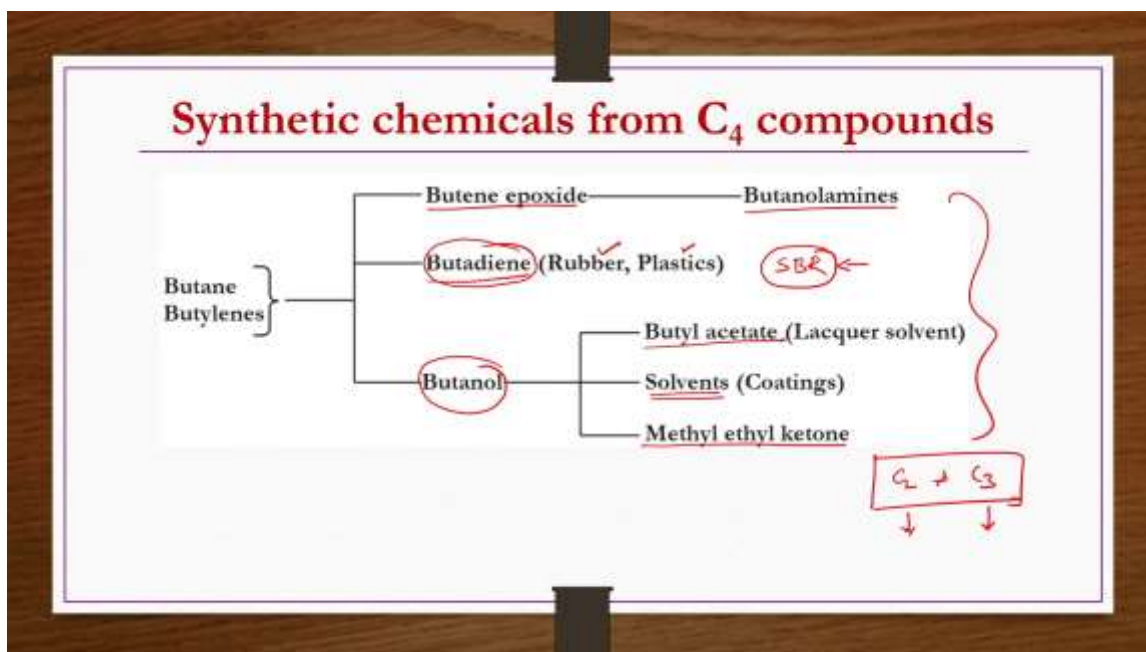 Synthetic chemicals from C₄ compounds
Butene epoxide Butanolamines
Butadiene (Rubber, Plastics) SBR
Butane
Butylenes
Butyl acetate (Lacquer solvent)
Butanol Solvents (Coatings)
Methyl ethyl ketone
C₂ + C₃